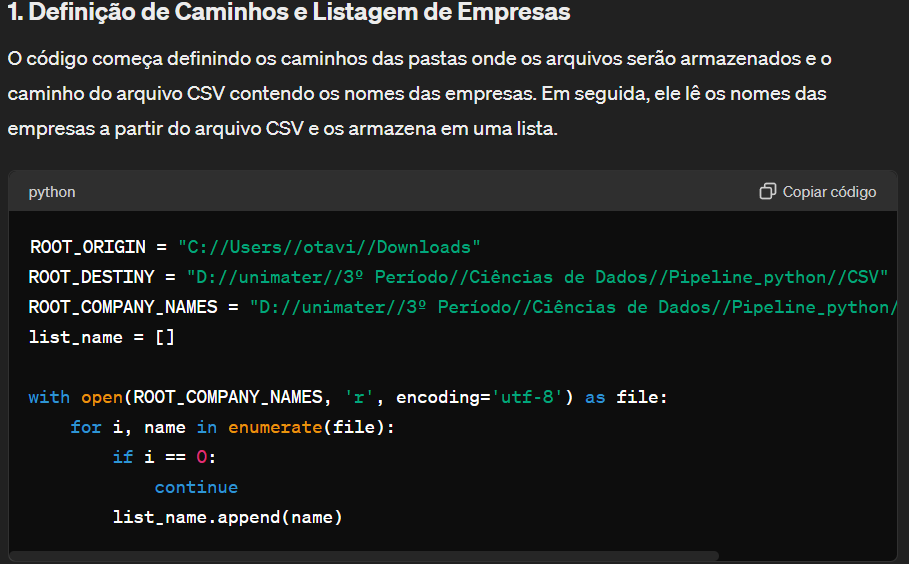 1. Definição de Caminhos e Listagem de Empresas
O código começa definindo os caminhos das pastas onde os arquivos serão armazenados e o
caminho do arquivo CSV contendo os nomes das empresas. Em seguida, ele lê os nomes das
empresas a partir do arquivo CSV e os armazena em uma lista.
python Copiar código
ROOT_ORIGIN = "C://Users//otavi//Downloads"
ROOT_DESTINY = "D://unimater//3º Período//Ciências de Dados//Pipeline_python//CSV"
ROOT_COMPANY_NAMES = "D://unimater//3º Período//Ciências de Dados//Pipeline_python/
list_name = []
with open(ROOT_COMPANY_NAMES, 'r', encoding='utf-8') as file:
    for i, name in enumerate(file):
        if i == 0:
            continue
        list_name.append(name)